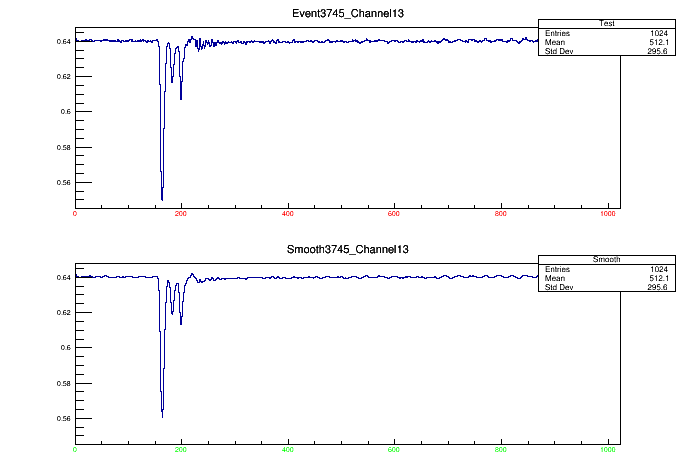 Event3745_Channel13
Test
Entries 1024
Mean 512.1
Std Dev 295.6
0.64
0.62
0.6
0.58
0.56
0 200 400 600 800 1000
Smooth3745_Channel13
Smooth
Entries 1024
Mean 512.1
Std Dev 295.6
0.64
0.62
0.6
0.58
0.56
0 200 400 600 800 1000